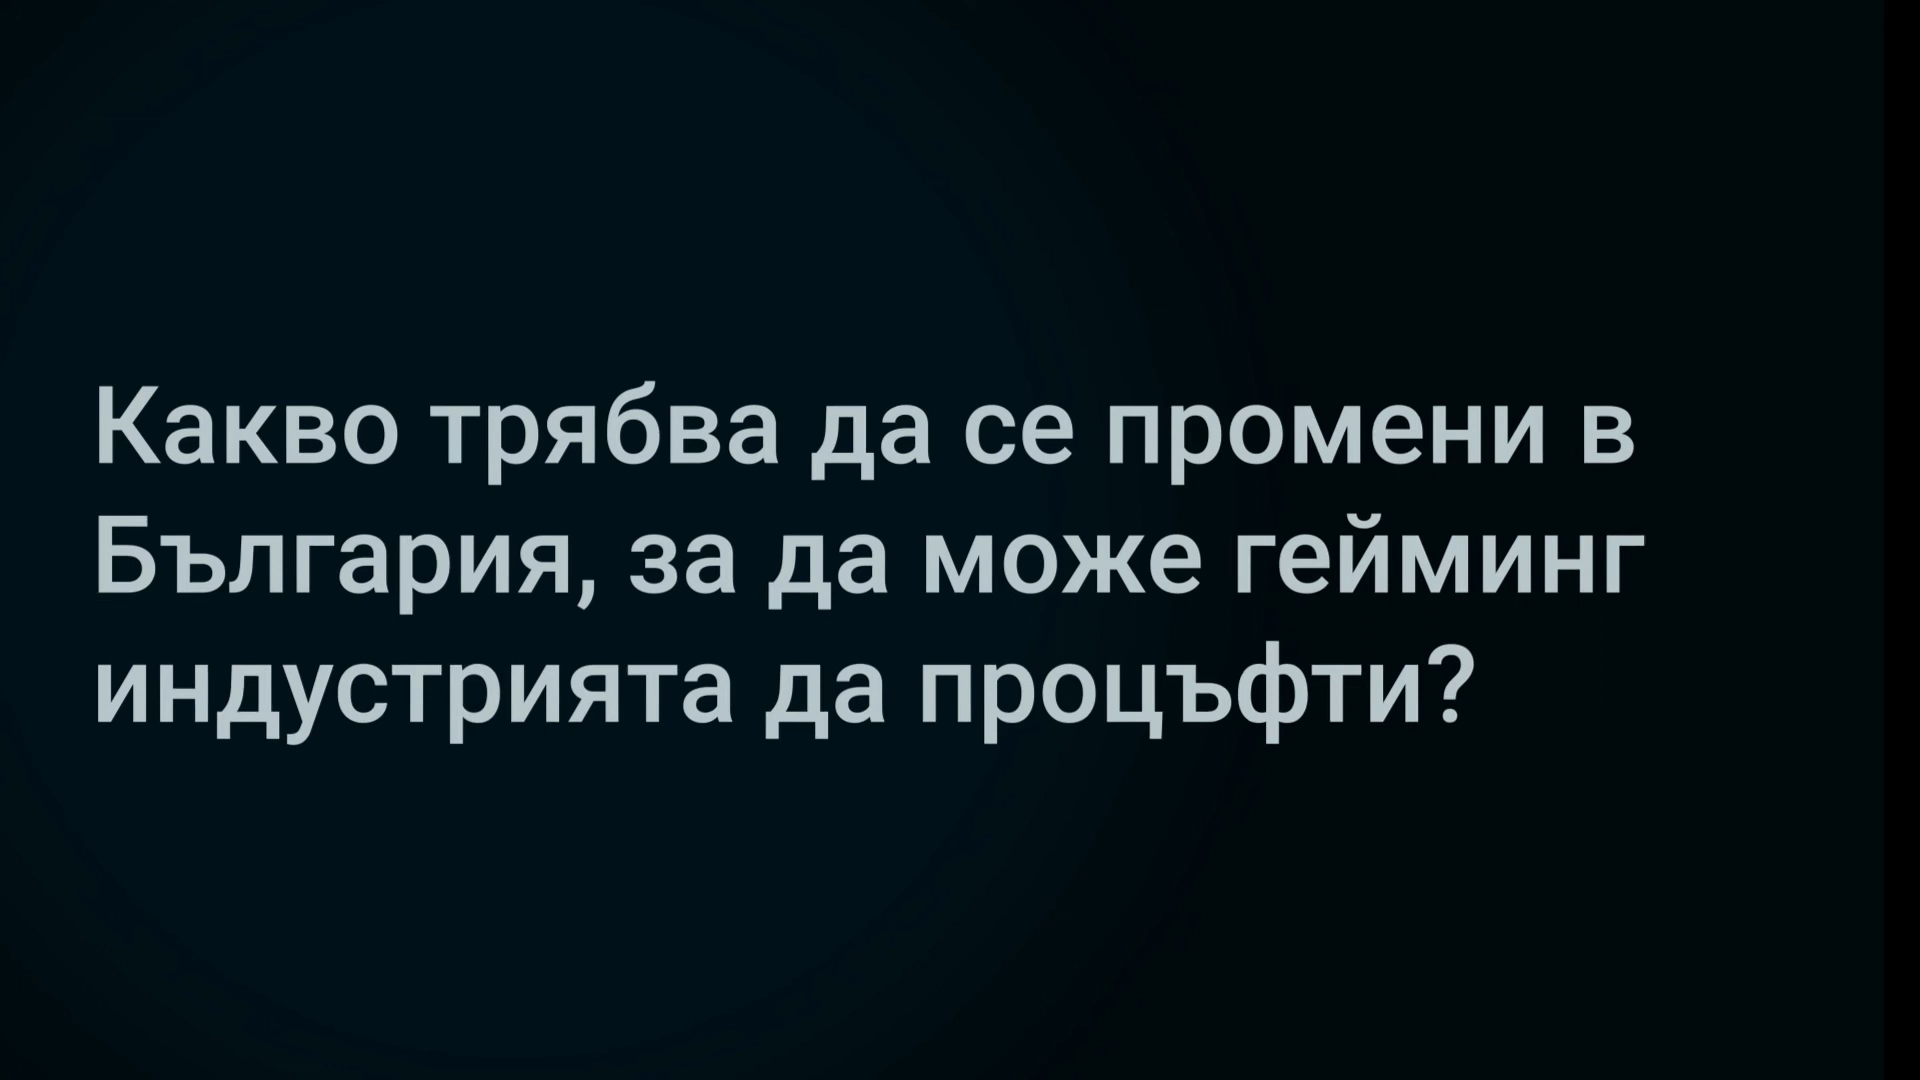 Какво трябва да се промени в
България, за да може гейминг
индустрията да процъфти?